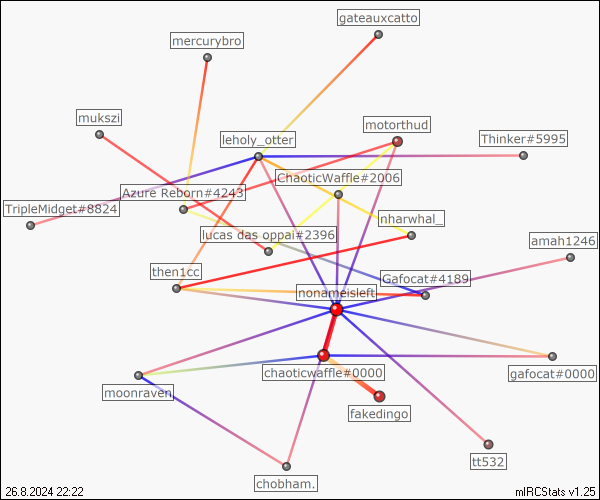 gateauxcatto
mercurybro
mukszi
motorthud
leholy_otter
Thinker#5995
ChaoticWaffle#2006
Azure Reborn#4243
TripleMidget#8824
nharwhal_
lucas das oppai#2396
amah1246
then1cc
Gafocat#4189
nonameisleft
chaoticwaffle#0000
gafocat#0000
moonraven
fakedingo
tt532
chobham.
26.8.2024 22:22
mIRCStats v1.25